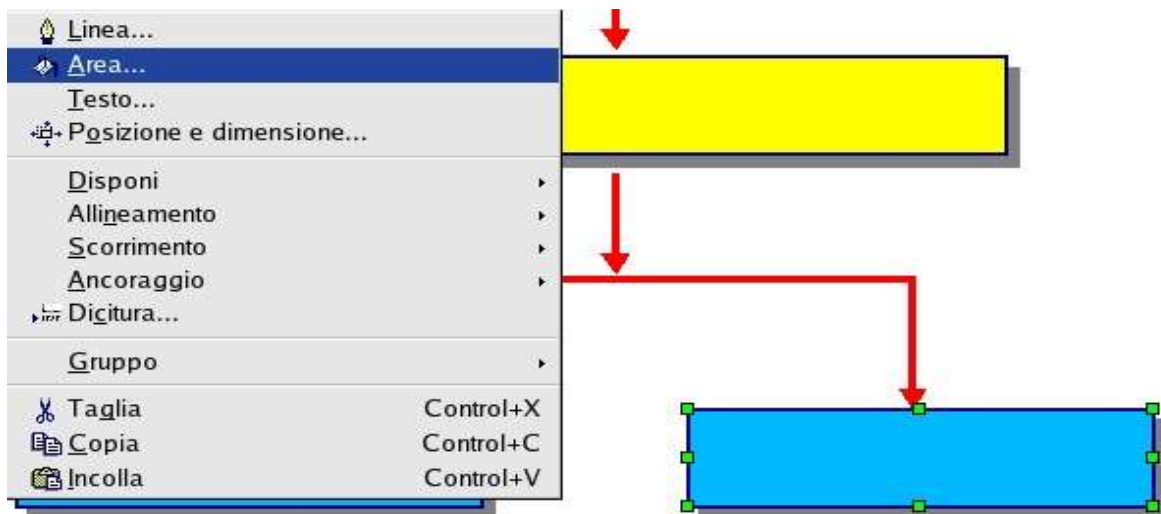 Linea...
Area...
Testo...
Posizione e dimensione...
Disponi
Allineamento
Scorrimento
Ancoraggio
Dicitura...
Gruppo
Taglia Control+X
Copia Control+C
Incolla Control+V